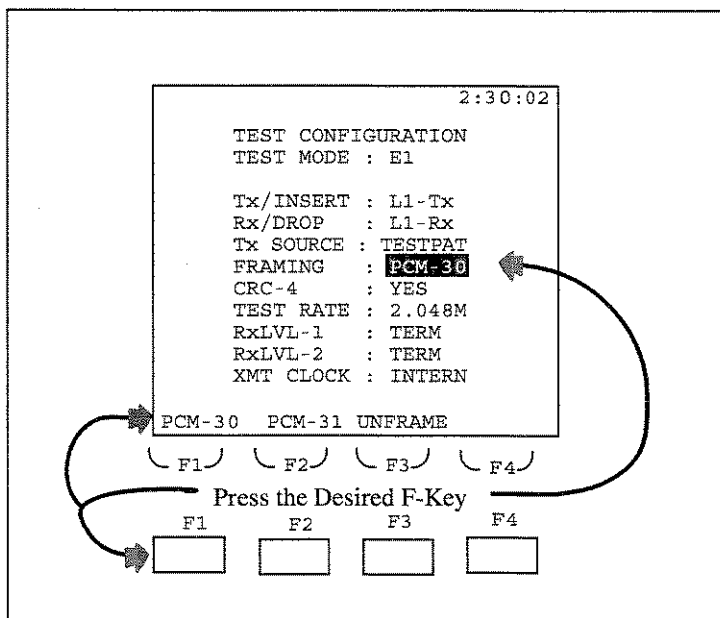 2:30:02
TEST CONFIGURATION
TEST MODE : E1
Tx/INSERT : L1-Tx
Rx/DROP : L1-Rx
Tx SOURCE : TESTPAT
FRAMING : PCM-30
CRC-4 : YES
TEST RATE : 2.048M
RxLVL-1 : TERM
RxLVL-2 : TERM
XMT CLOCK : INTERN
PCM-30 PCM-31 UNFRAME
F1 F2 F3 F4
Press the Desired F-Key
F1 F2 F3 F4